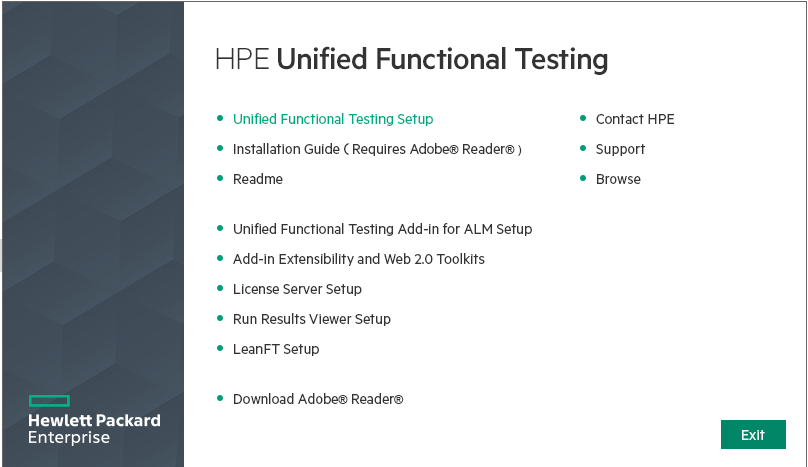 HPE Unified Functional Testing
Unified Functional Testing Setup
Installation Guide ( Requires Adobe® Reader® )
Readme
Contact HPE
Support
Browse
Unified Functional Testing Add-in for ALM Setup
Add-in Extensibility and Web 2.0 Toolkits
License Server Setup
Run Results Viewer Setup
LeanFT Setup
Download Adobe® Reader®
Hewlett Packard
Enterprise
Exit